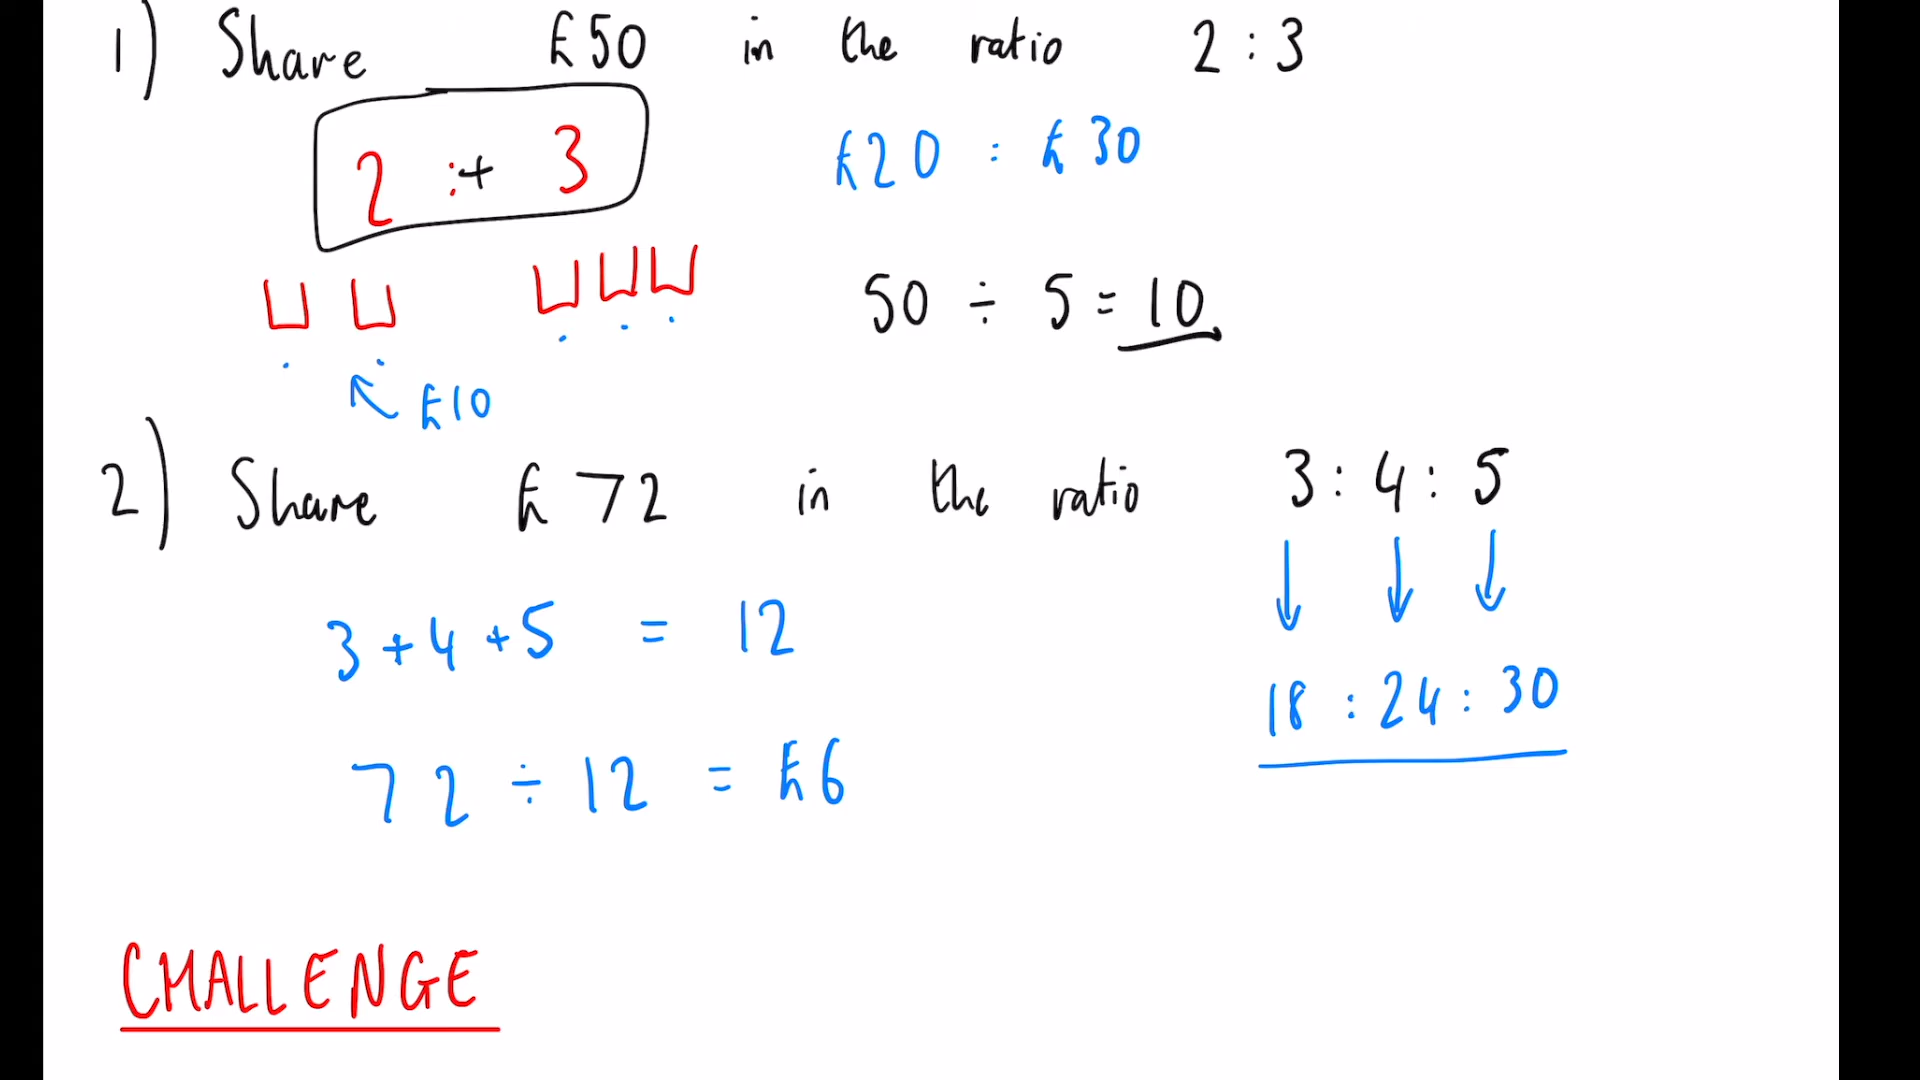 1) Share £50 in the ratio 2:3
2 :+ 3
£20 : £30
50 ÷ 5 = 10
£10
2) Share £72 in the ratio 3:4:5
3+4+5 = 12
18 : 24 : 30
72 ÷ 12 = £6
CHALLENGE